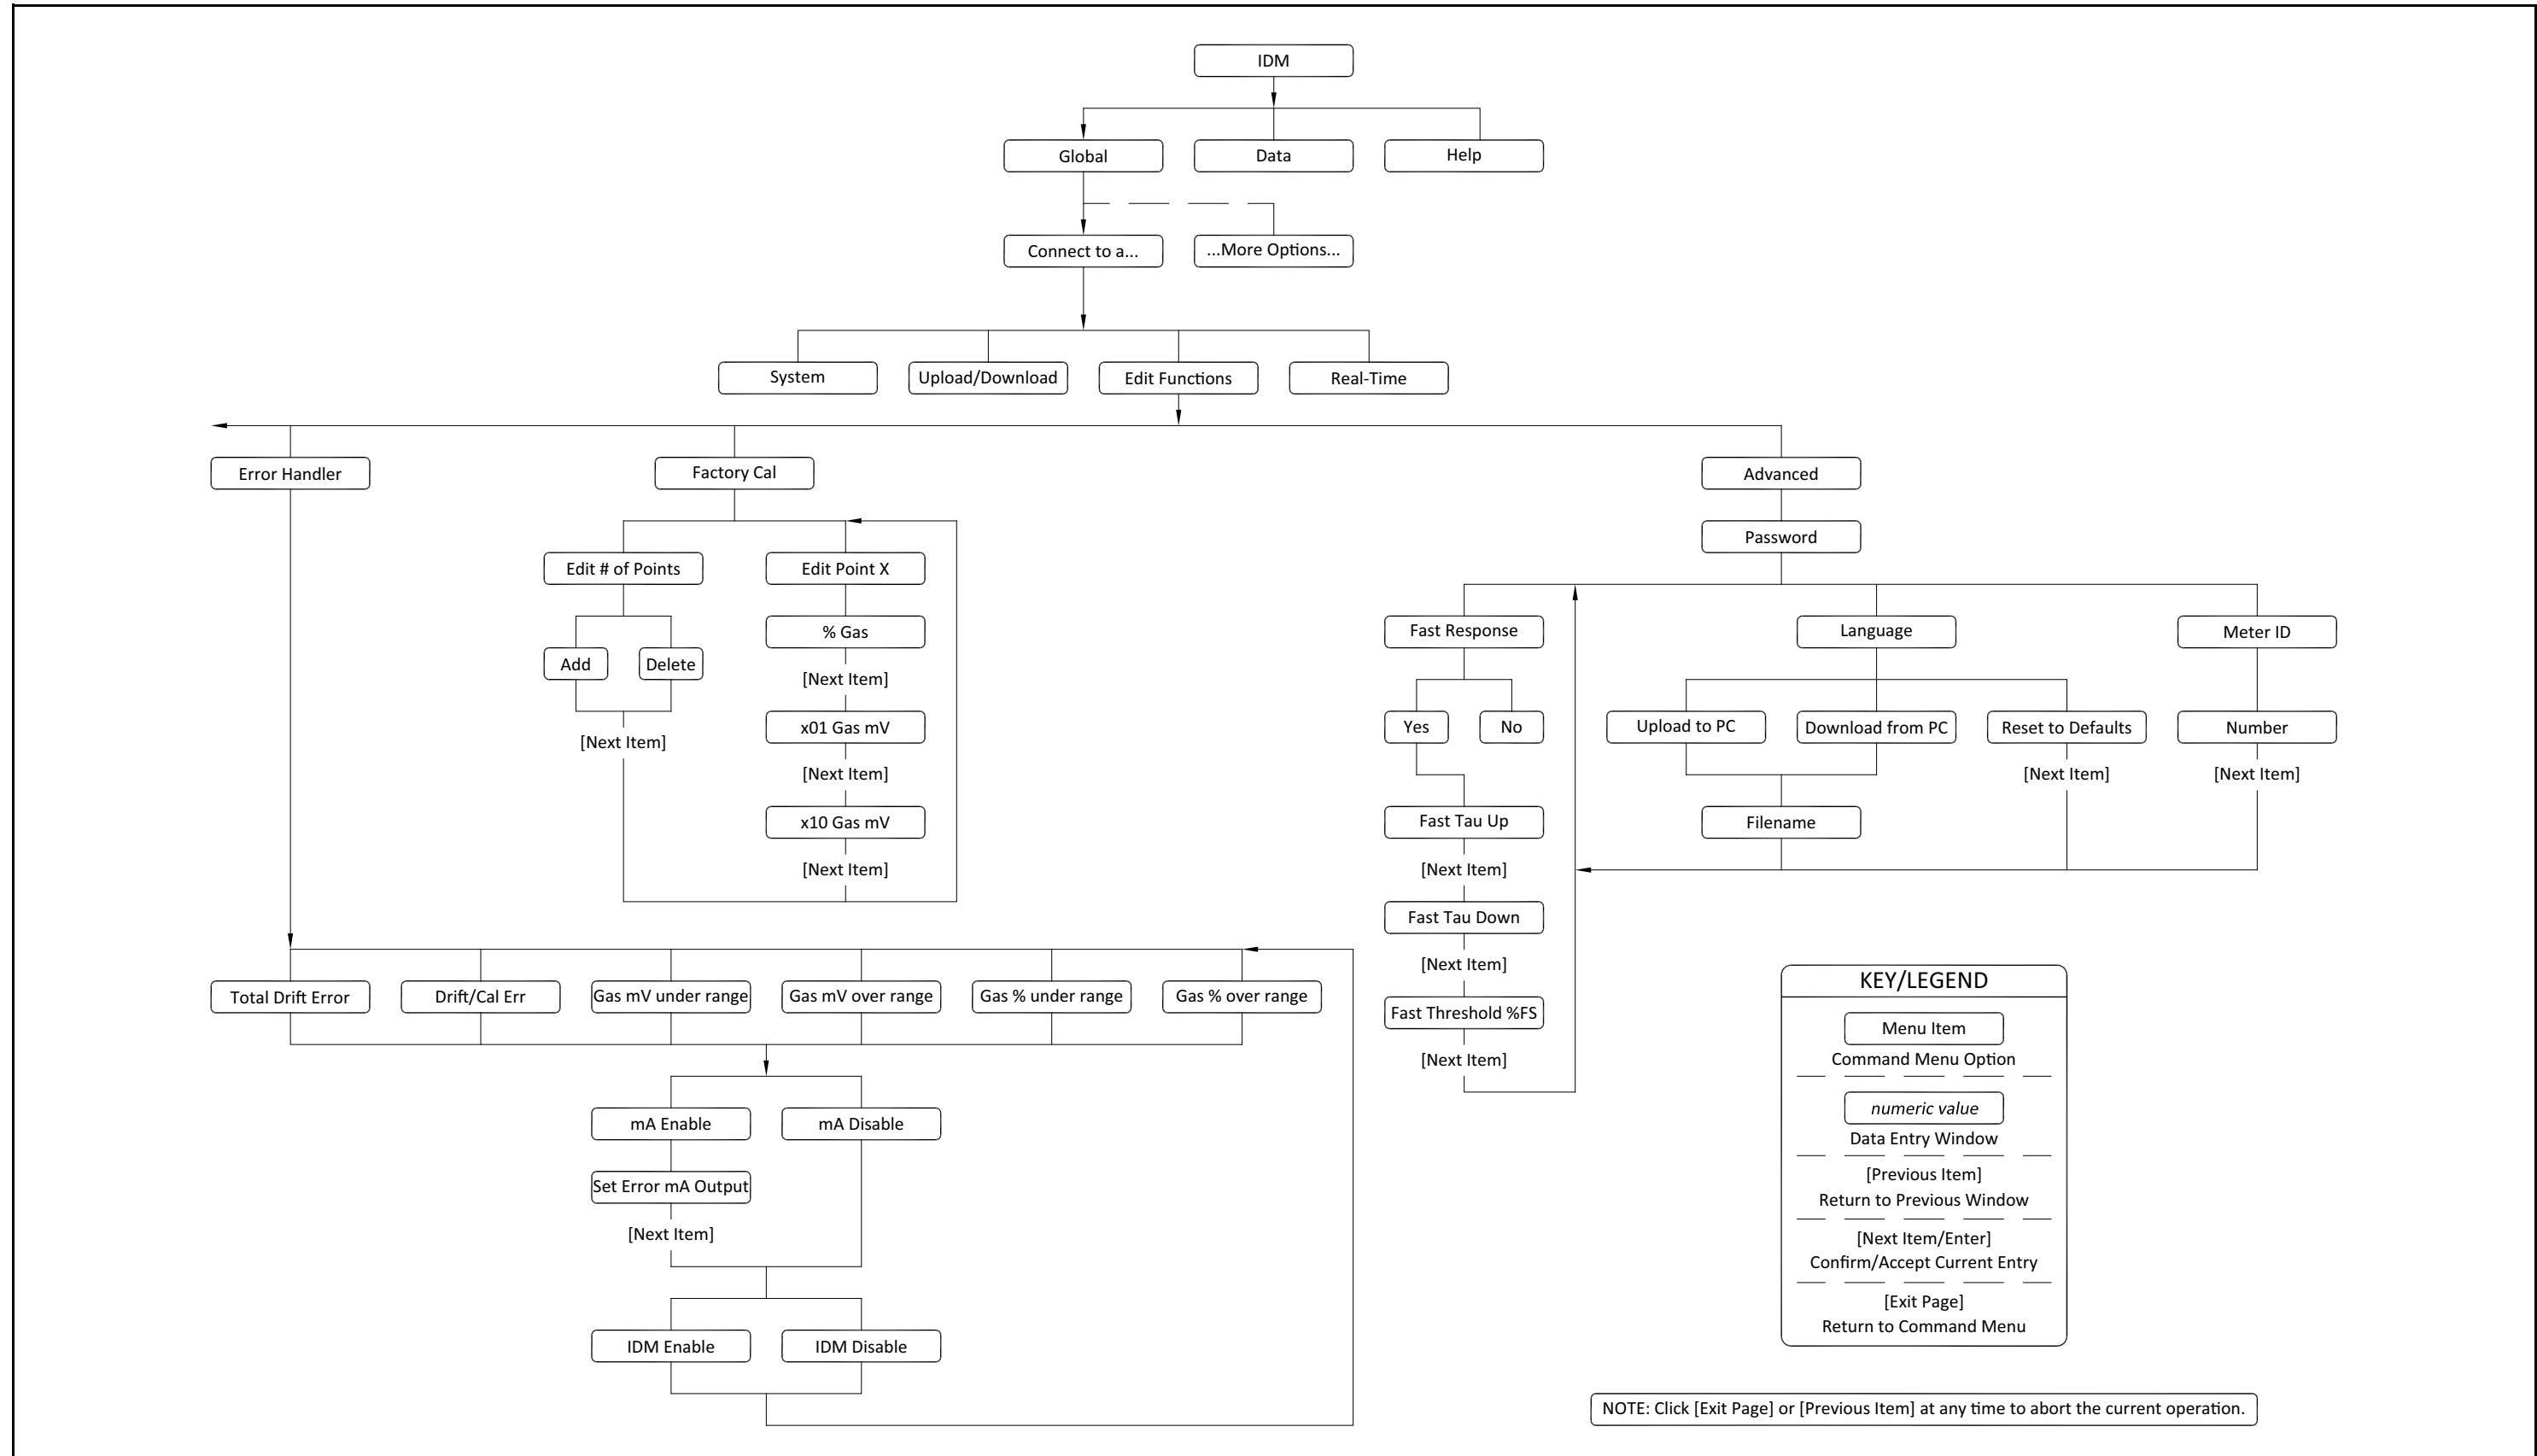 IDM
Global
Data
Help
Connect to a...
...More Options...
System
Upload/Download
Edit Functions
Real-Time
Error Handler
Factory Cal
Advanced
Password
Edit # of Points
Edit Point X
Add
Delete
[Next Item]
% Gas
[Next Item]
x01 Gas mV
[Next Item]
x10 Gas mV
[Next Item]
Fast Response
Language
Meter ID
Yes
No
Upload to PC
Download from PC
Reset to Defaults
Number
[Next Item]
[Next Item]
Fast Tau Up
Filename
[Next Item]
Fast Tau Down
[Next Item]
Fast Threshold %FS
[Next Item]
Total Drift Error
Drift/Cal Err
Gas mV under range
Gas mV over range
Gas % under range
Gas % over range
mA Enable
mA Disable
Set Error mA Output
[Next Item]
IDM Enable
IDM Disable
KEY/LEGEND
Menu Item
Command Menu Option
numeric value
Data Entry Window
[Previous Item]
Return to Previous Window
[Next Item/Enter]
Confirm/Accept Current Entry
[Exit Page]
Return to Command Menu
NOTE: Click [Exit Page] or [Previous Item] at any time to abort the current operation.